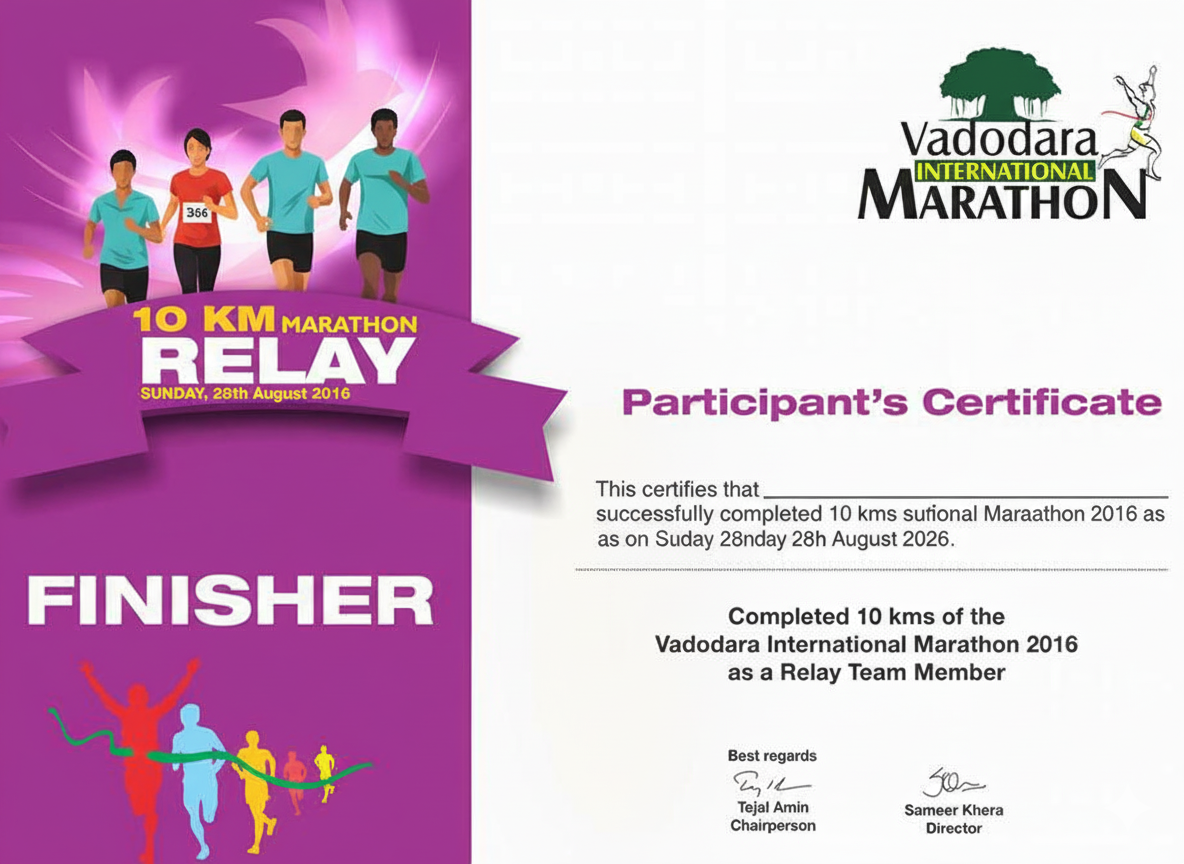 366
10 KM MARATHON
RELAY
SUNDAY, 28th August 2016
FINISHER
Vadodara
INTERNATIONAL
MARATHON
Participant's Certificate
This certifies that
successfully completed 10 kms sutional Maraathon 2016 as
as on Suday 28nday 28h August 2026.
Completed 10 kms of the
Vadodara International Marathon 2016
as a Relay Team Member
Best regards
Tejal Amin
Chairperson
Sameer Khera
Director